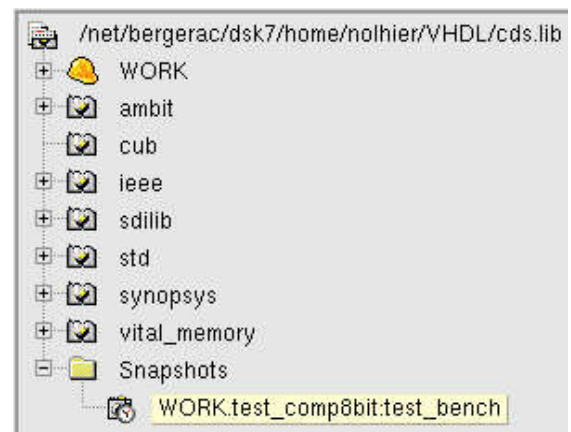 /net/bergerac/dsk7/home/nolhier/VHDL/cds.lib
WORK
ambit
cub
ieee
sdilib
std
synopsys
vital_memory
Snapshots
WORK.test_comp8bit:test_bench